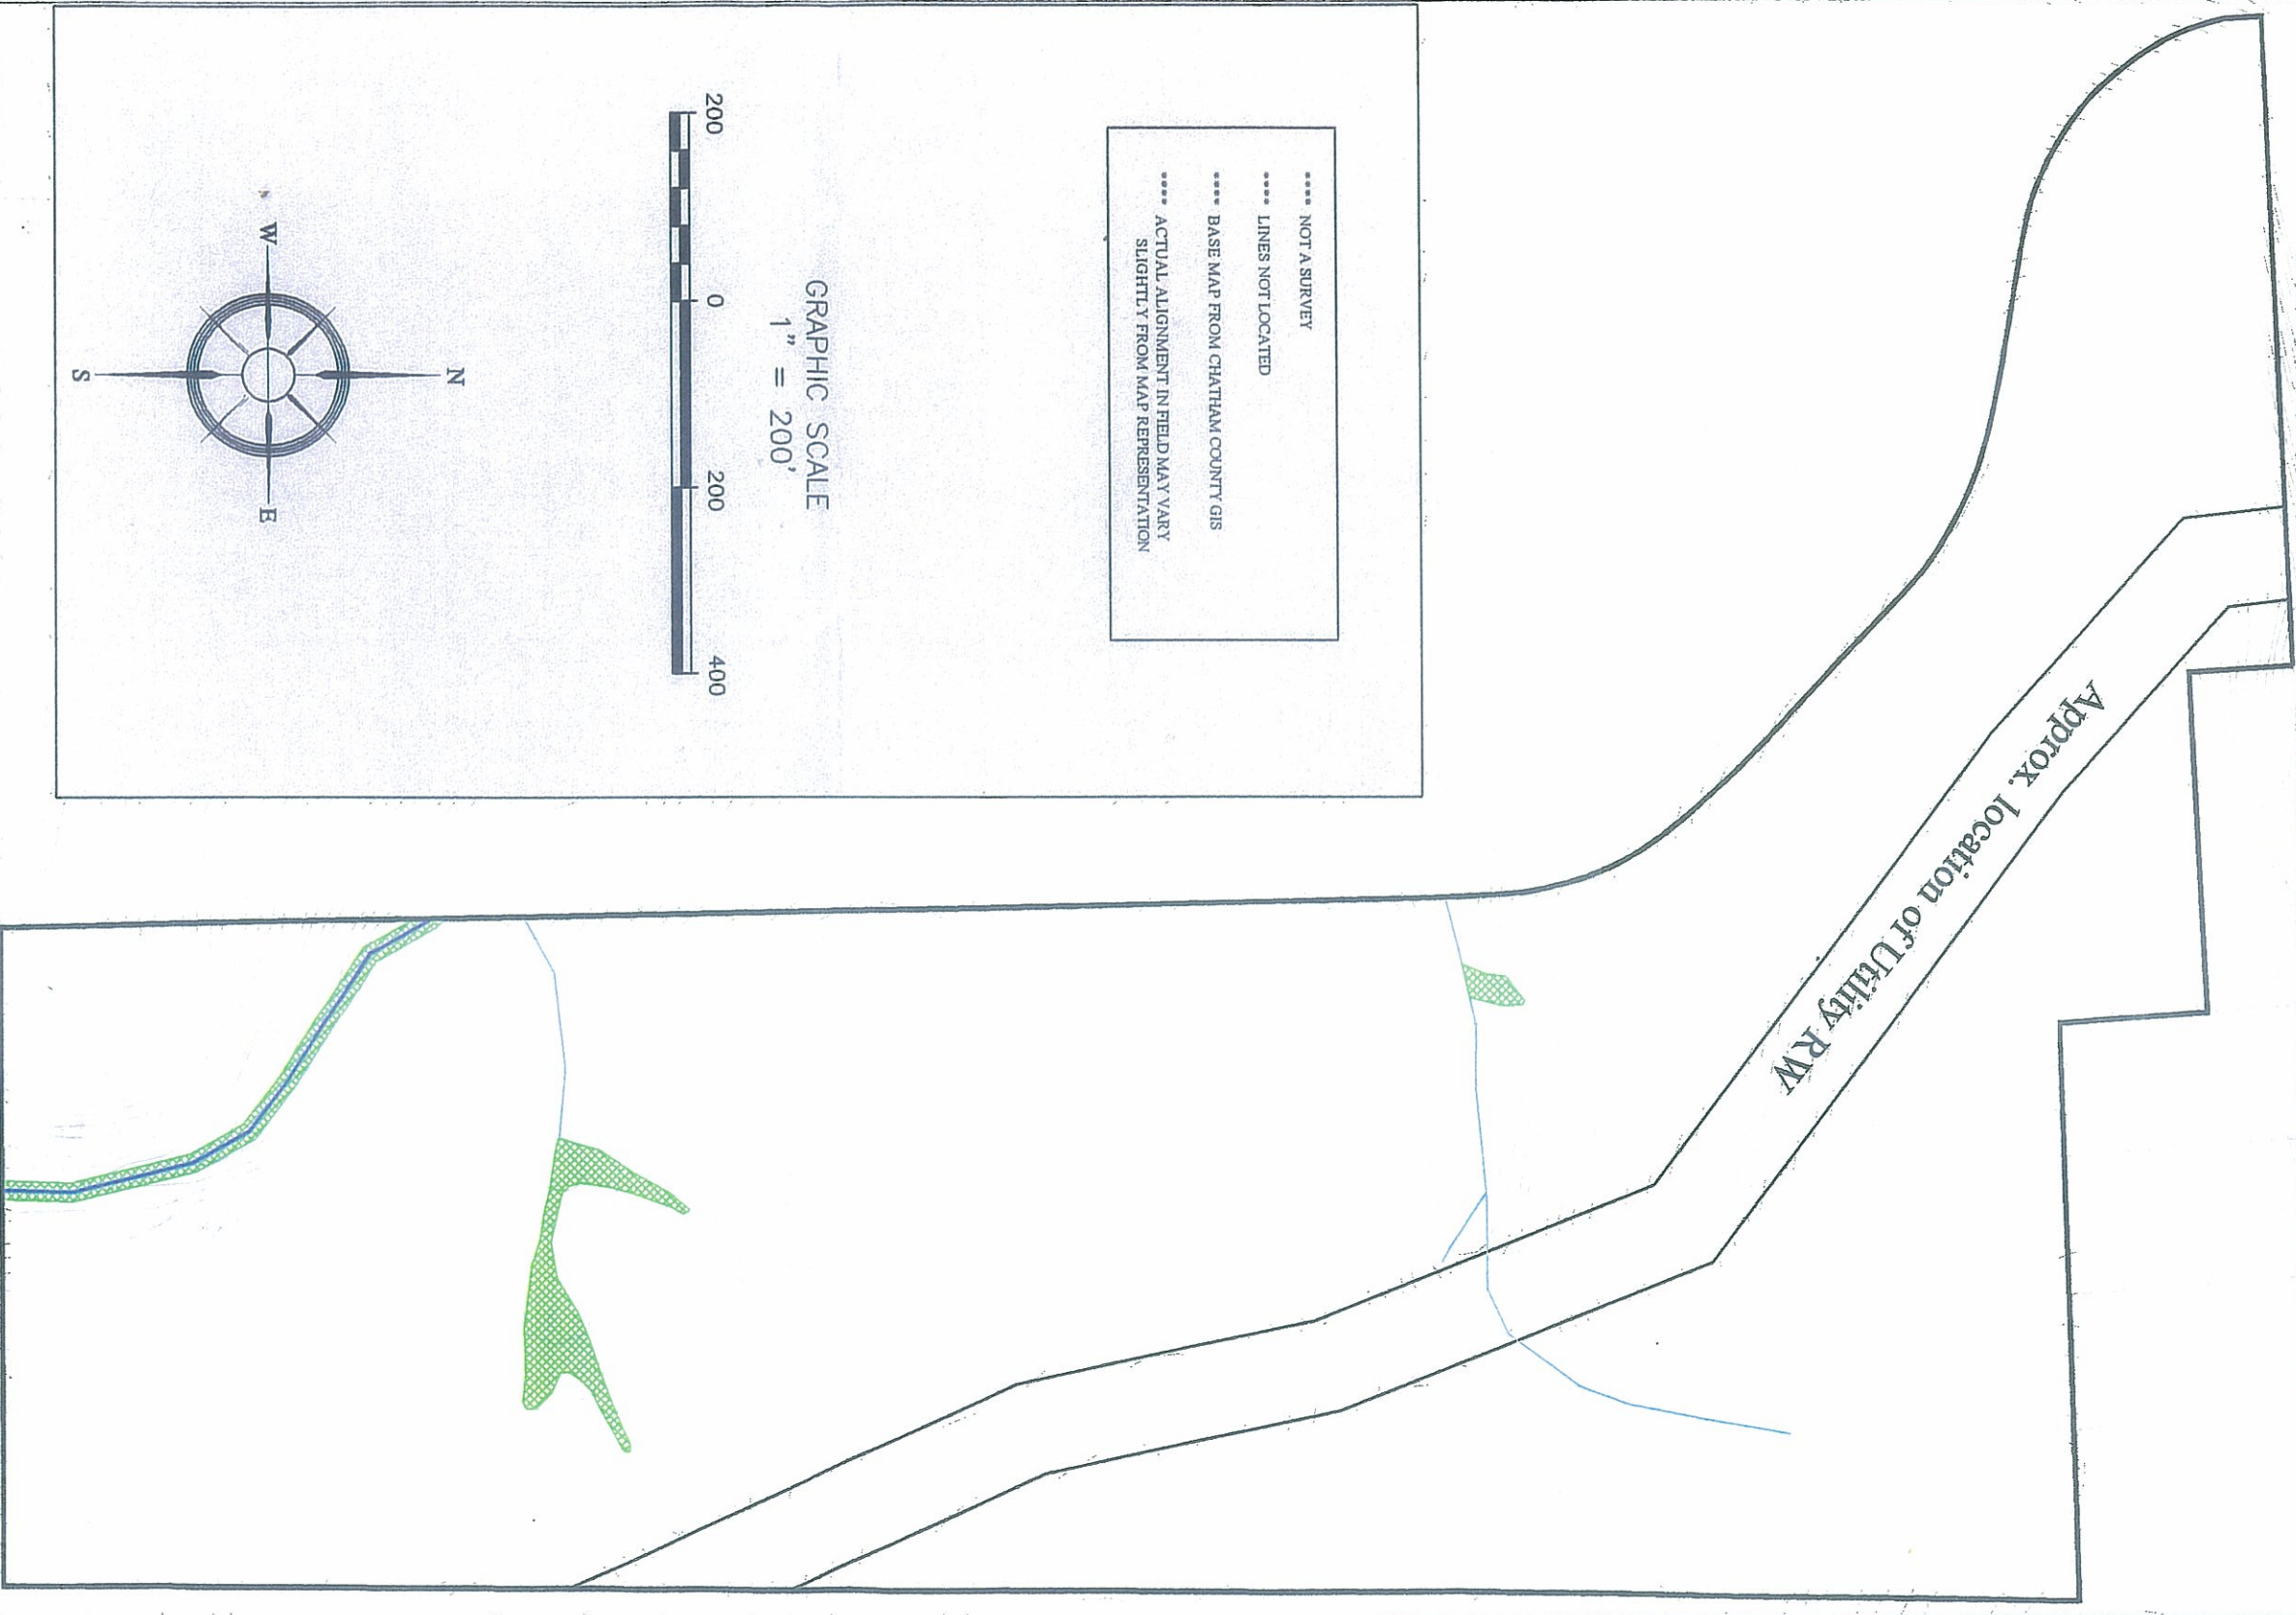 **** NOT A SURVEY
**** LINES NOT LOCATED
**** BASE MAP FROM CHATHAM COUNTY GIS
**** ACTUAL ALIGNMENT IN FIELD MAY VARY
SLIGHTLY FROM MAP REPRESENTATION
GRAPHIC SCALE
1" = 200'
200 0 200 400
N
W E
S
Approx. location of Utility RW